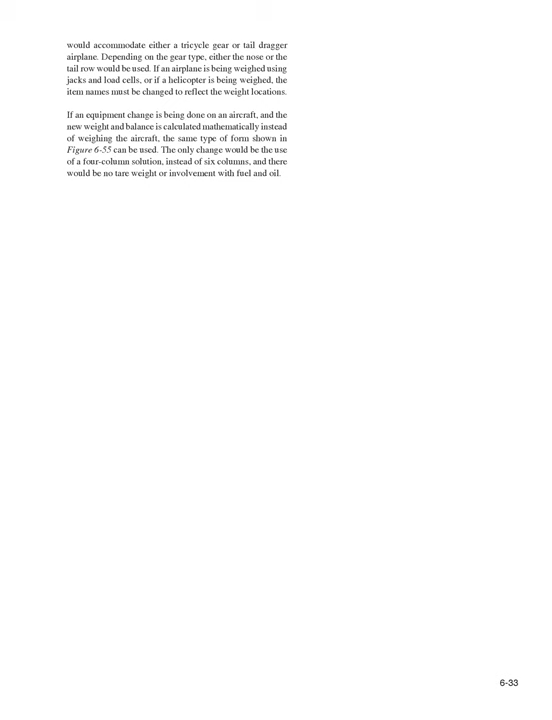 would accommodate either a tricycle gear or tail dragger
airplane. Depending on the gear type, either the nose or the
tail row would be used. If an airplane is being weighed using
jacks and load cells, or if a helicopter is being weighed, the
item names must be changed to reflect the weight locations.
If an equipment change is being done on an aircraft, and the
new weight and balance is calculated mathematically instead
of weighing the aircraft, the same type of form shown in
Figure 6-55 can be used. The only change would be the use
of a four-column solution, instead of six columns, and there
would be no tare weight or involvement with fuel and oil.
6-33